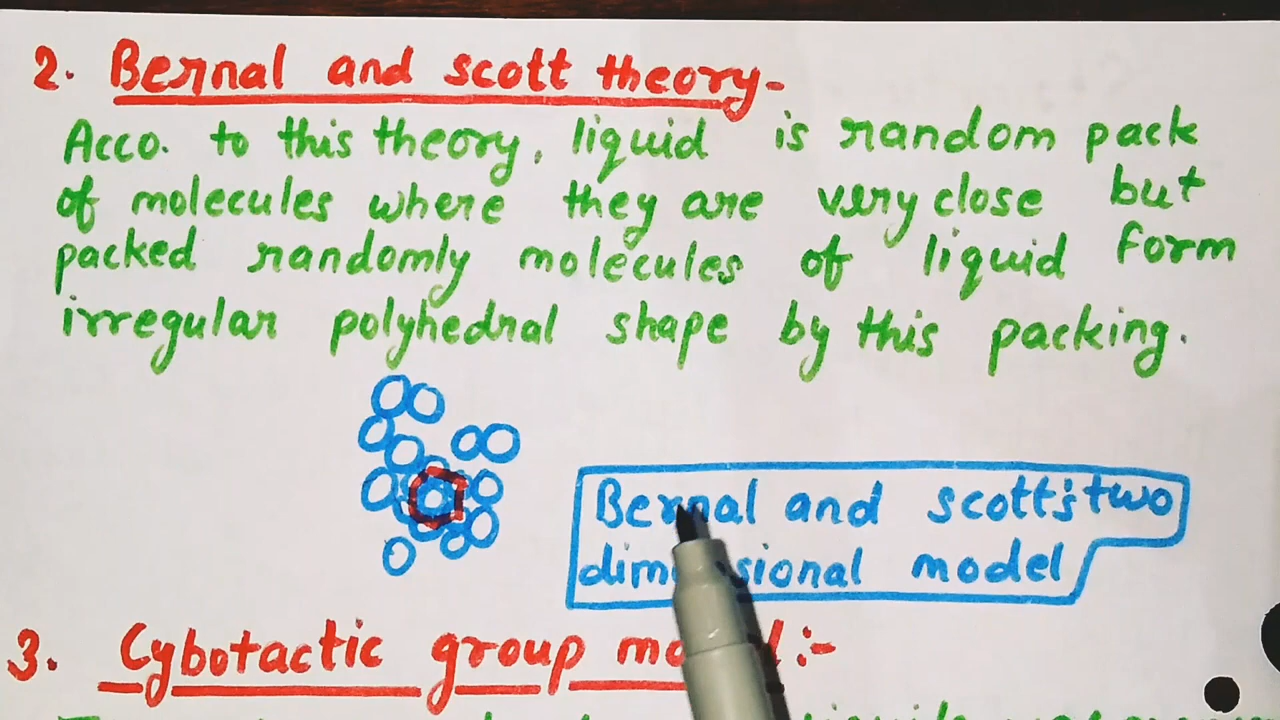 2. Bernal and scott theory-
Acco. to this theory, liquid is random pack
of molecules where they are very close but
packed randomly molecules of liquid form
irregular polyhedral shape by this packing.
Bernal and scott's two
dimensional model
3. Cybotactic group model:-